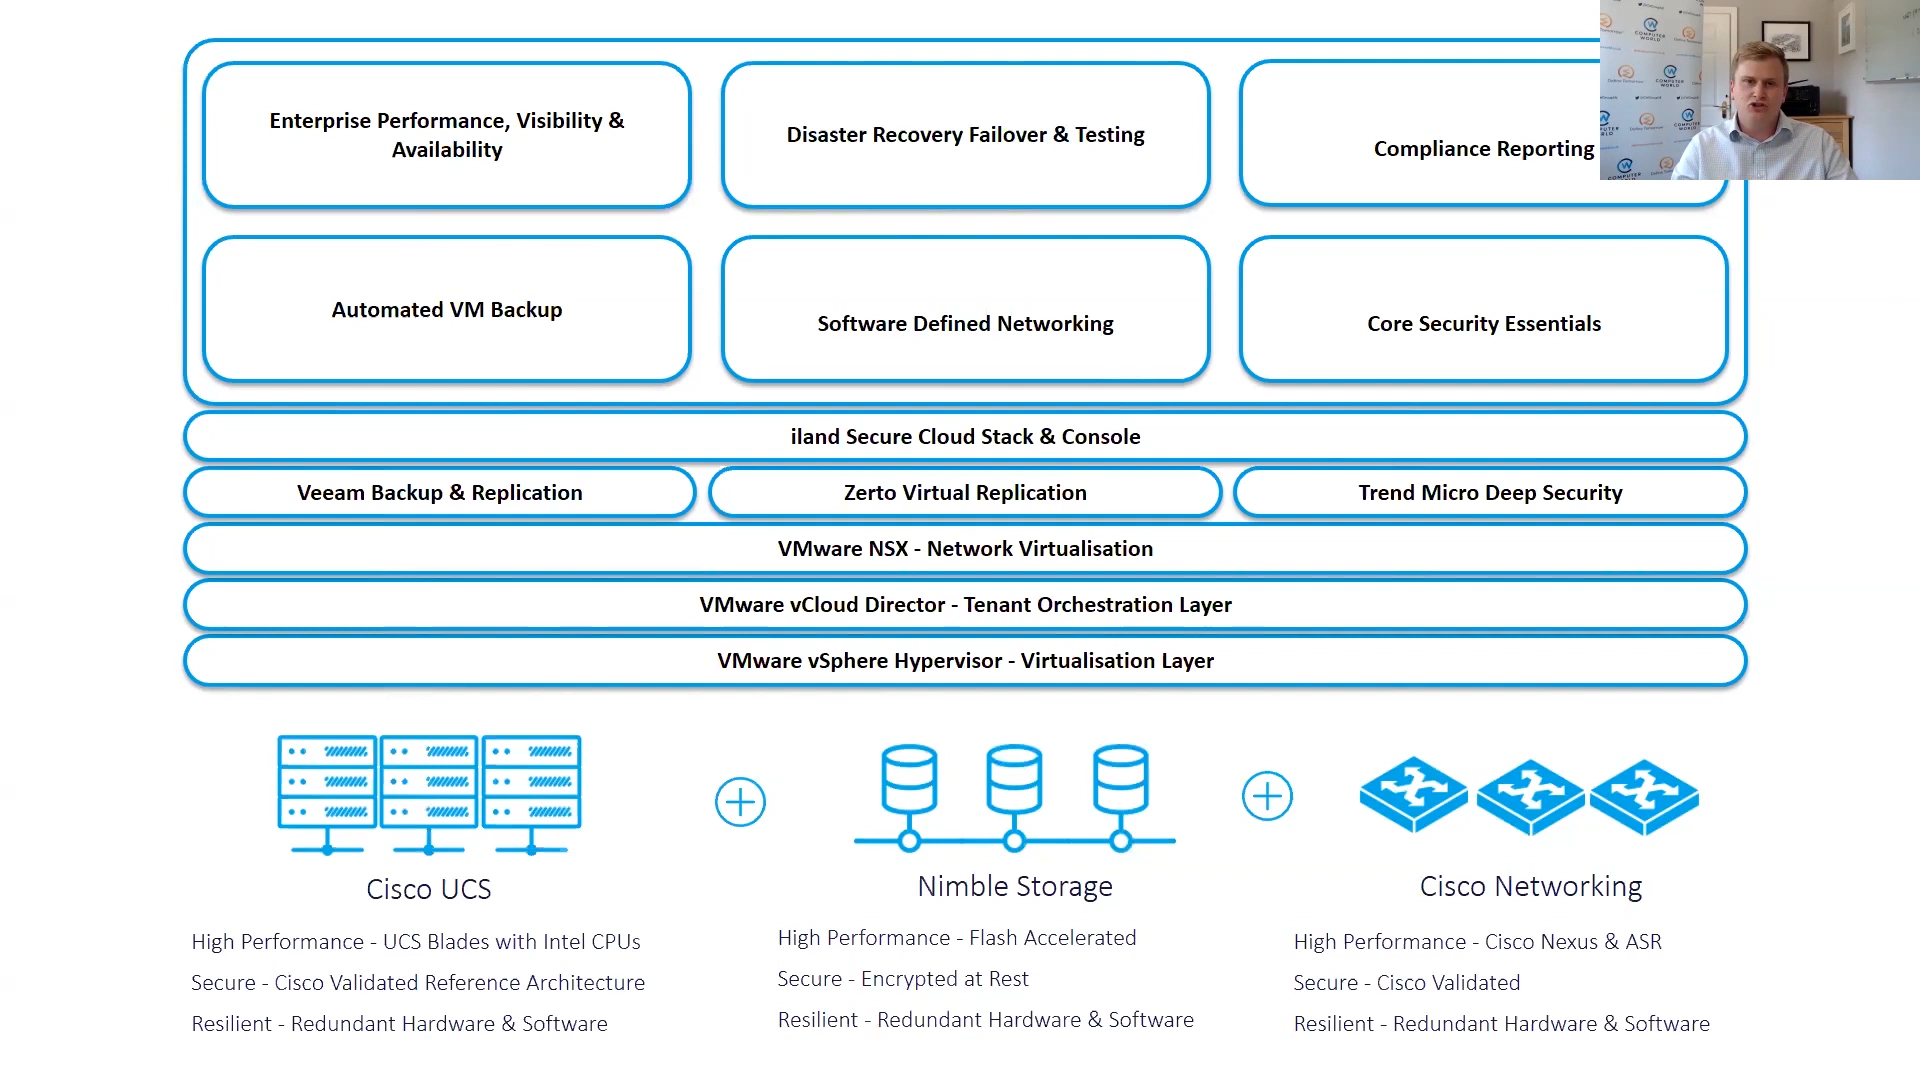 Enterprise Performance, Visibility &
Availability
Disaster Recovery Failover & Testing
Compliance Reporting
COMPUTER
WORLD
COMPUTER
WORLD
Automated VM Backup
Software Defined Networking
Core Security Essentials
iland Secure Cloud Stack & Console
Veeam Backup & Replication
Zerto Virtual Replication
Trend Micro Deep Security
VMware NSX - Network Virtualisation
VMware vCloud Director - Tenant Orchestration Layer
VMware vSphere Hypervisor - Virtualisation Layer
Cisco UCS
High Performance - UCS Blades with Intel CPUs
Secure - Cisco Validated Reference Architecture
Resilient - Redundant Hardware & Software
Nimble Storage
High Performance - Flash Accelerated
Secure - Encrypted at Rest
Resilient - Redundant Hardware & Software
Cisco Networking
High Performance - Cisco Nexus & ASR
Secure - Cisco Validated
Resilient - Redundant Hardware & Software